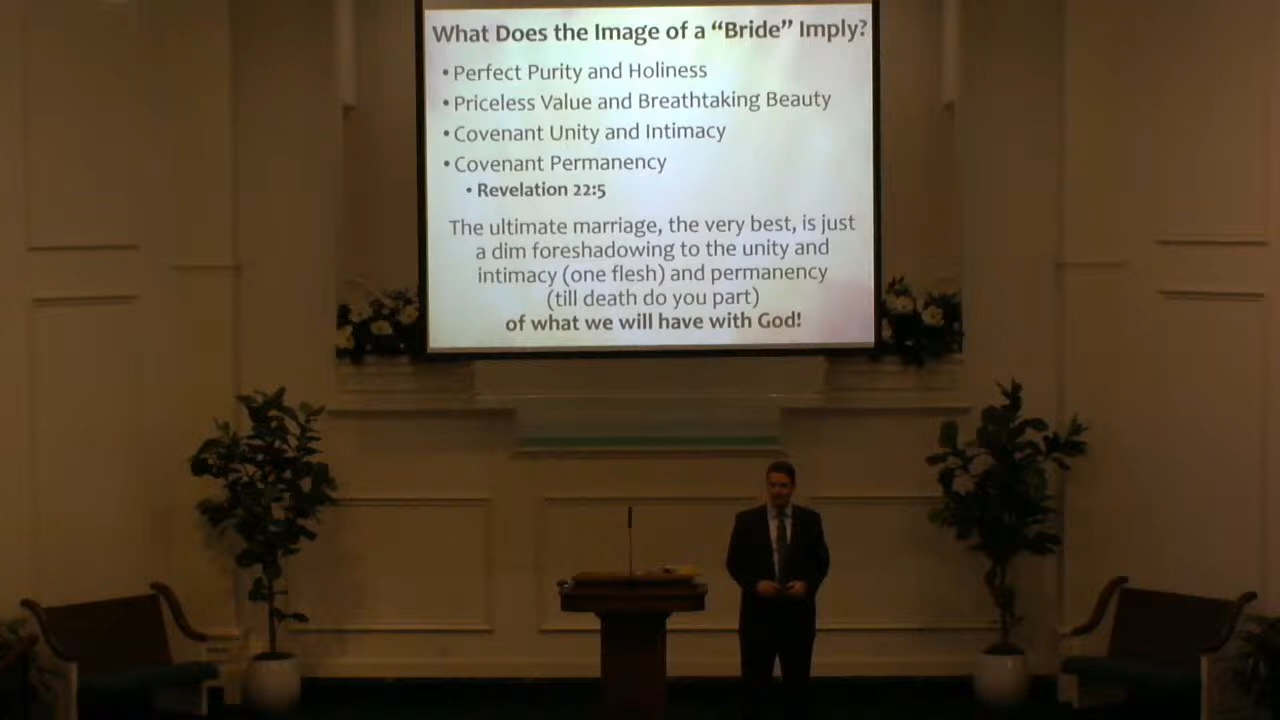 What Does the Image of a “Bride” Imply?
• Perfect Purity and Holiness
• Priceless Value and Breathtaking Beauty
• Covenant Unity and Intimacy
• Covenant Permanency
• Revelation 22:5
The ultimate marriage, the very best, is just
a dim foreshadowing to the unity and
intimacy (one flesh) and permanency
(till death do you part)
of what we will have with God!